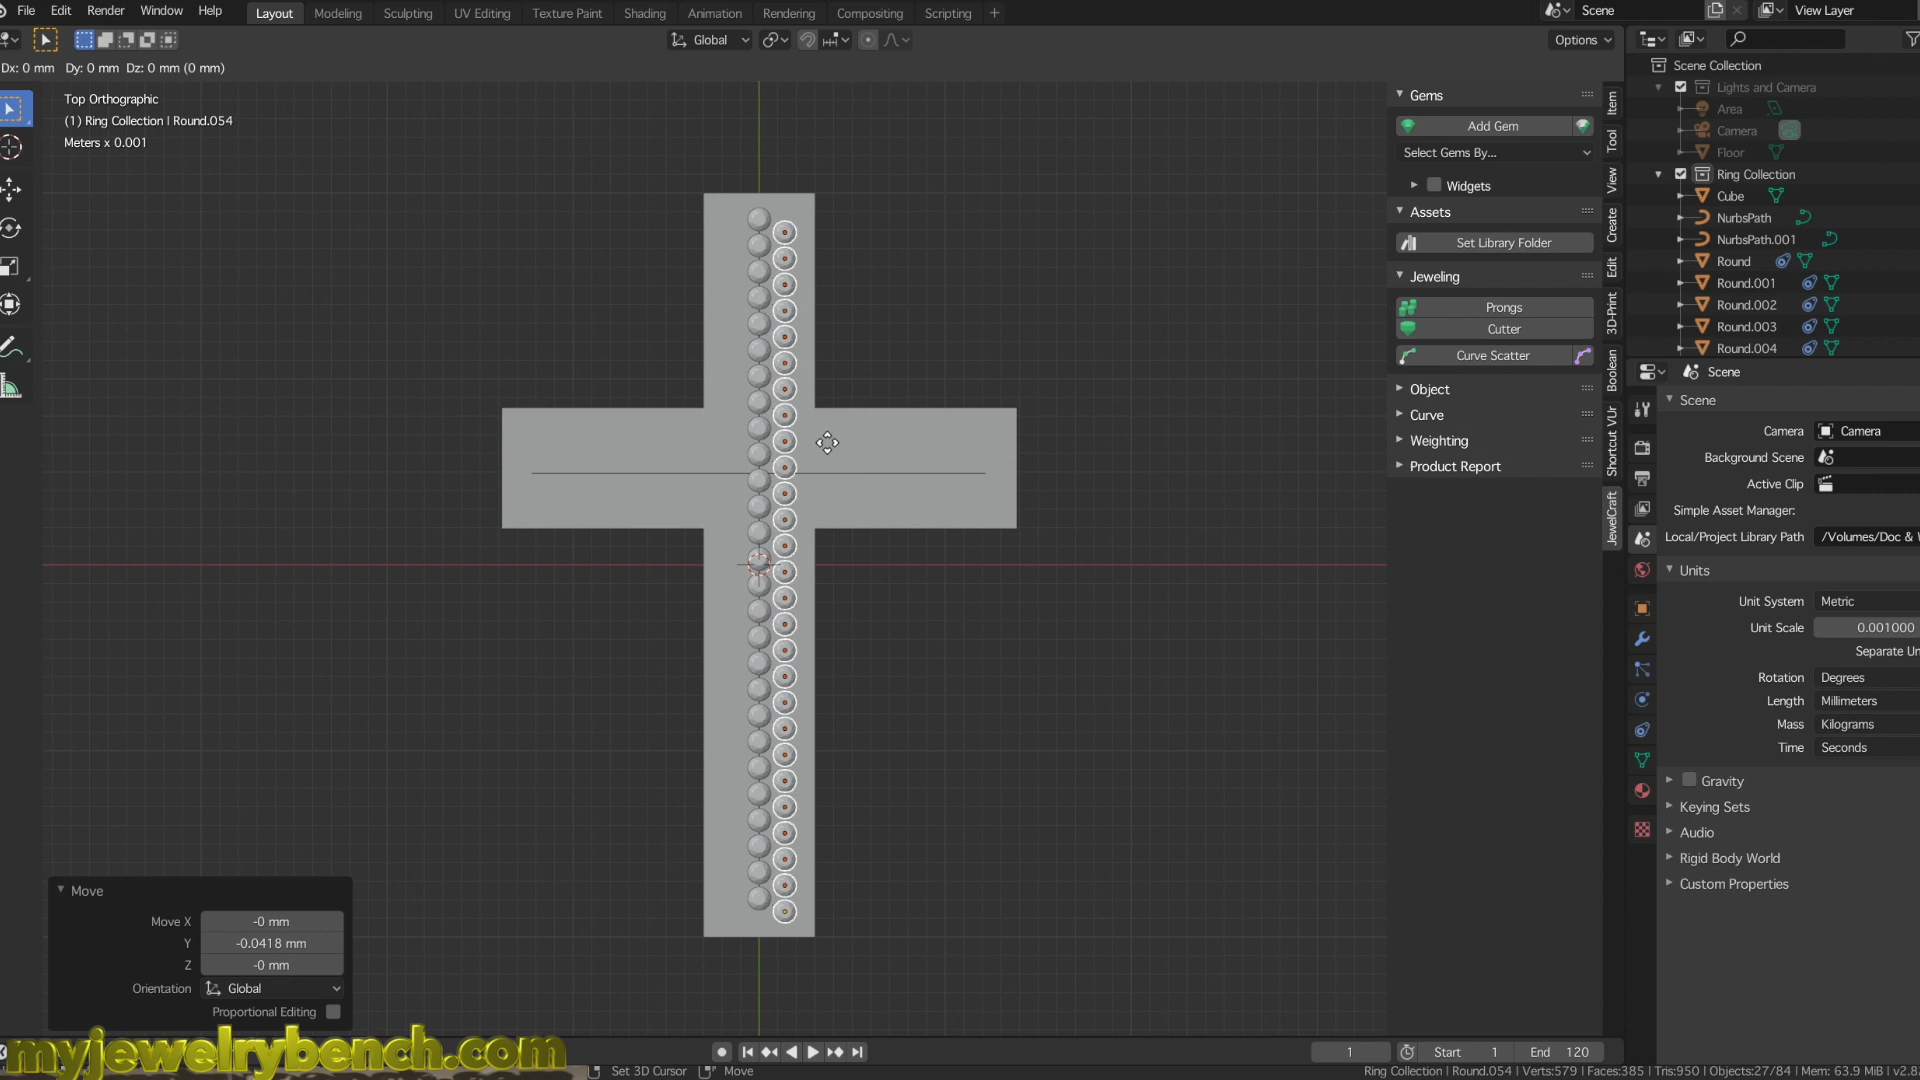 File Edit Render Window Help Layout Modeling Sculpting UV Editing Texture Paint Shading Animation Rendering Compositing Scripting + Scene View Layer
Global Options
Dx: 0 mm Dy: 0 mm Dz: 0 mm (0 mm)
Top Orthographic
(1) Ring Collection | Round.054
Meters x 0.001
Gems
Add Gem
Select Gems By...
Widgets
Assets
Set Library Folder
Jeweling
Prongs
Cutter
Curve Scatter
Object
Curve
Weighting
Product Report
Item
Tool
View
Create
Edit
3D-Print
Boolean
Shortcut VUr
JewelCraft
Scene Collection
Lights and Camera
Area
Camera
Floor
Ring Collection
Cube
NurbsPath
NurbsPath.001
Round
Round.001
Round.002
Round.003
Round.004
Scene
Scene
Camera Camera
Background Scene
Active Clip
Simple Asset Manager:
Local/Project Library Path /Volumes/Doc &
Units
Unit System Metric
Unit Scale 0.001000
Separate Un
Rotation Degrees
Length Millimeters
Mass Kilograms
Time Seconds
Gravity
Keying Sets
Audio
Rigid Body World
Custom Properties
Move
Move X -0 mm
Y -0.0418 mm
Z -0 mm
Orientation Global
Proportional Editing
myjewelrybench.com
1 Start 1 End 120
Set 3D Cursor Move
Ring Collection | Round.054 | Verts:579 | Faces:385 | Tris:950 | Objects:27/84 | Mem: 63.9 MiB | v2.8